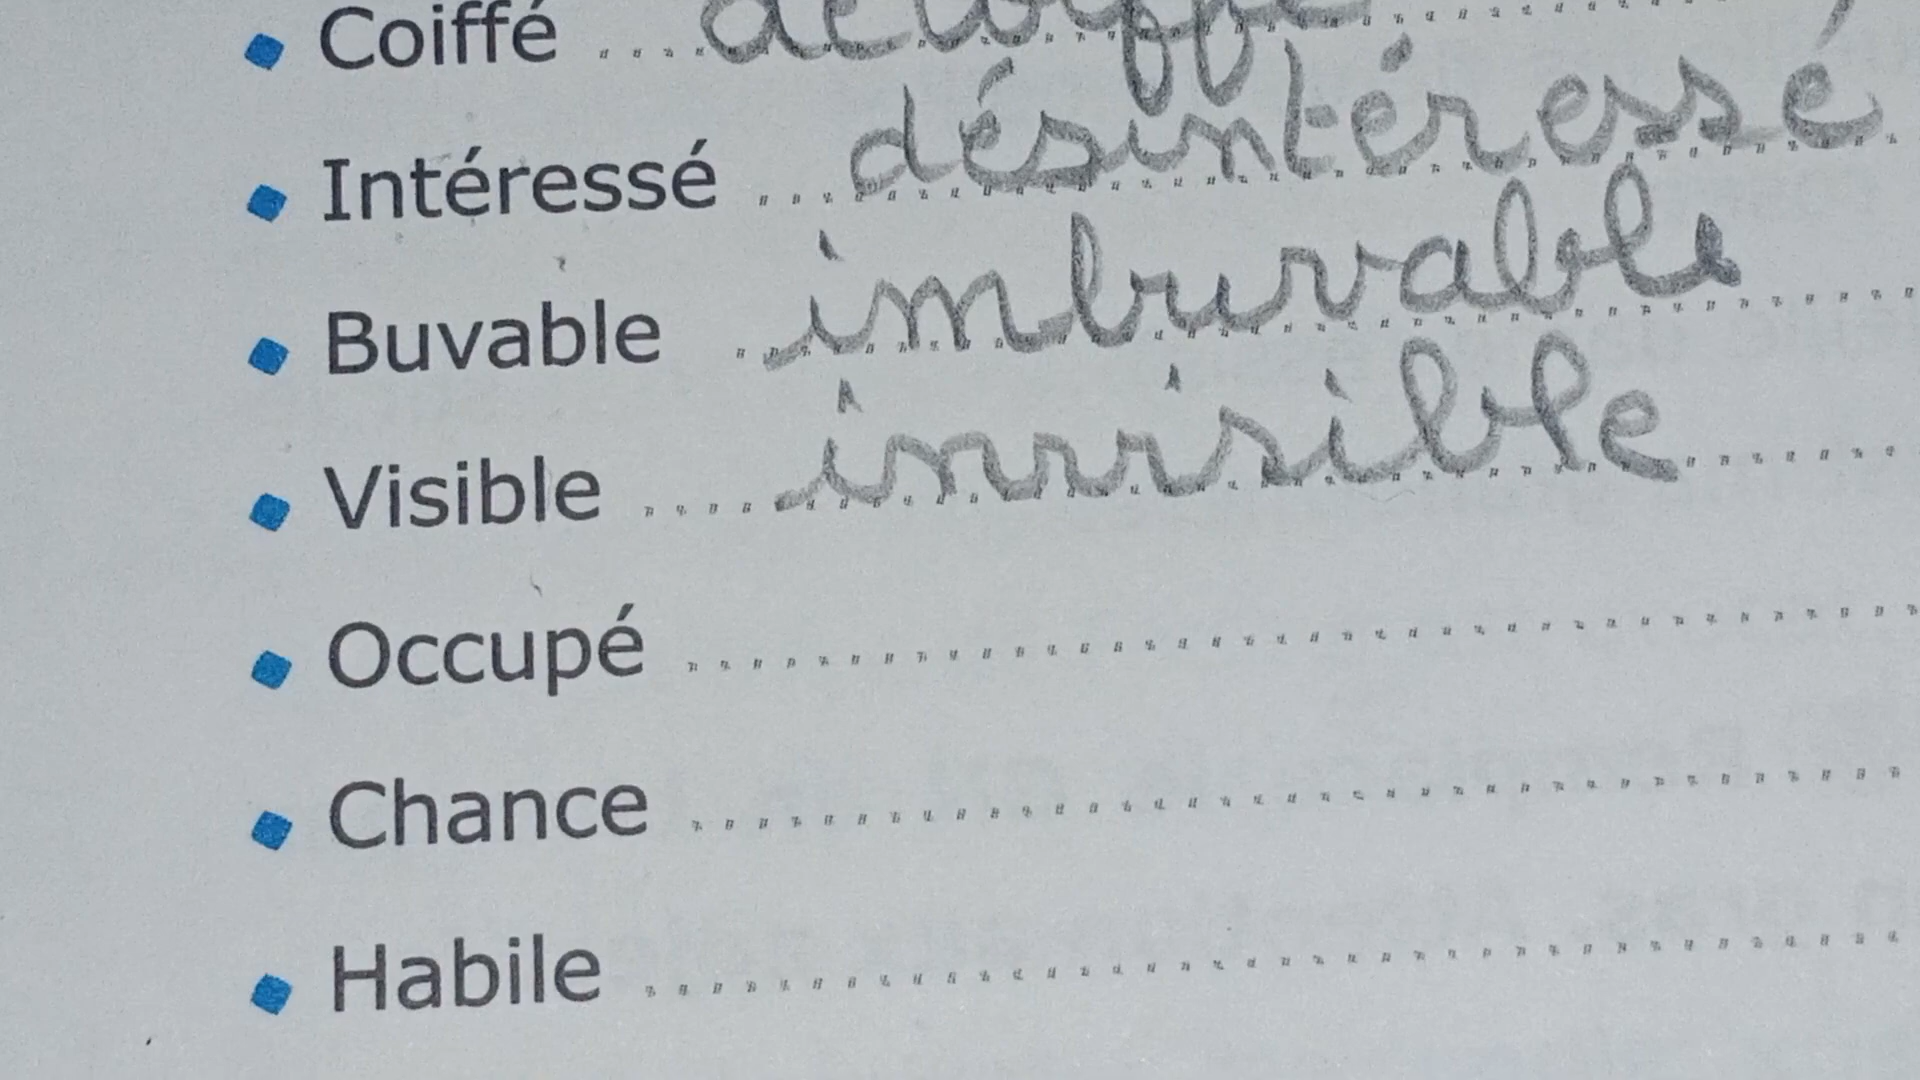 Coiffé décoiffé
Intéressé désintéressé
Buvable imbuvable
Visible invisible
Occupé
Chance
Habile